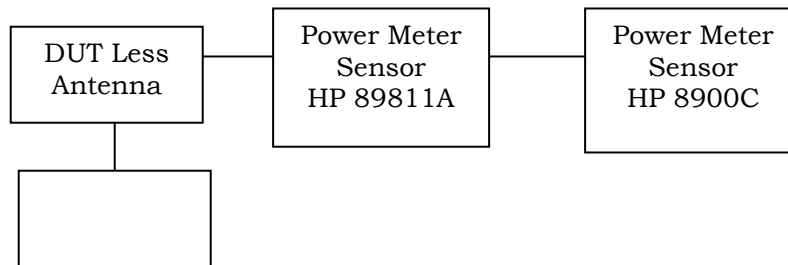 DUT Less
Antenna
Power Meter
Sensor
HP 89811A
Power Meter
Sensor
HP 8900C